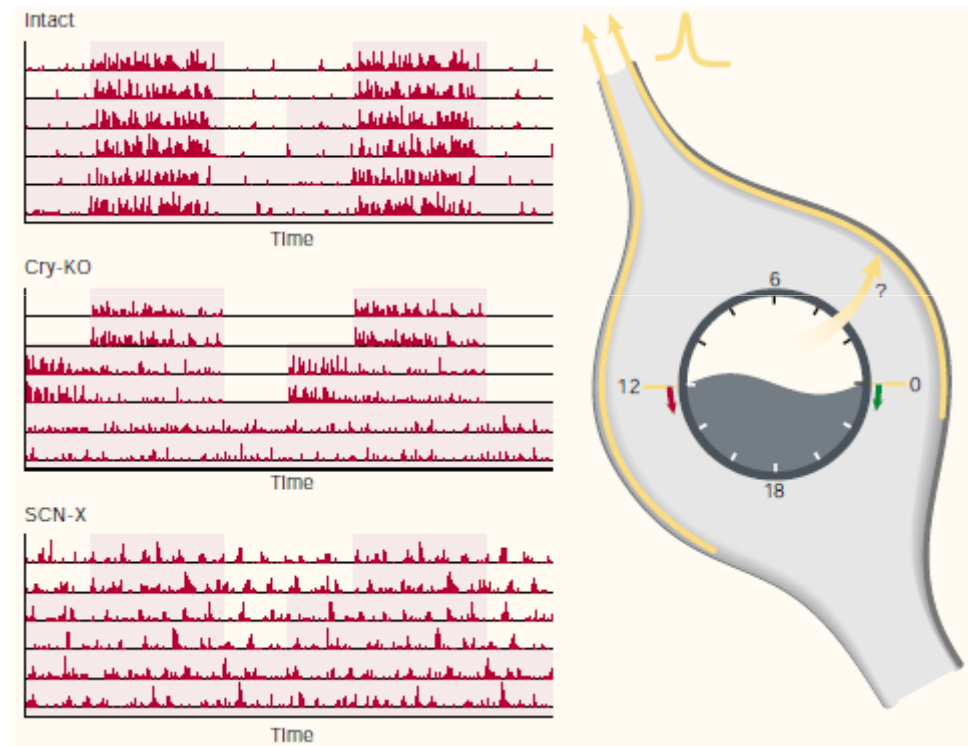 Intact
Time
Cry-KO
Time
SCN-X
Time
6
?
12
0
18